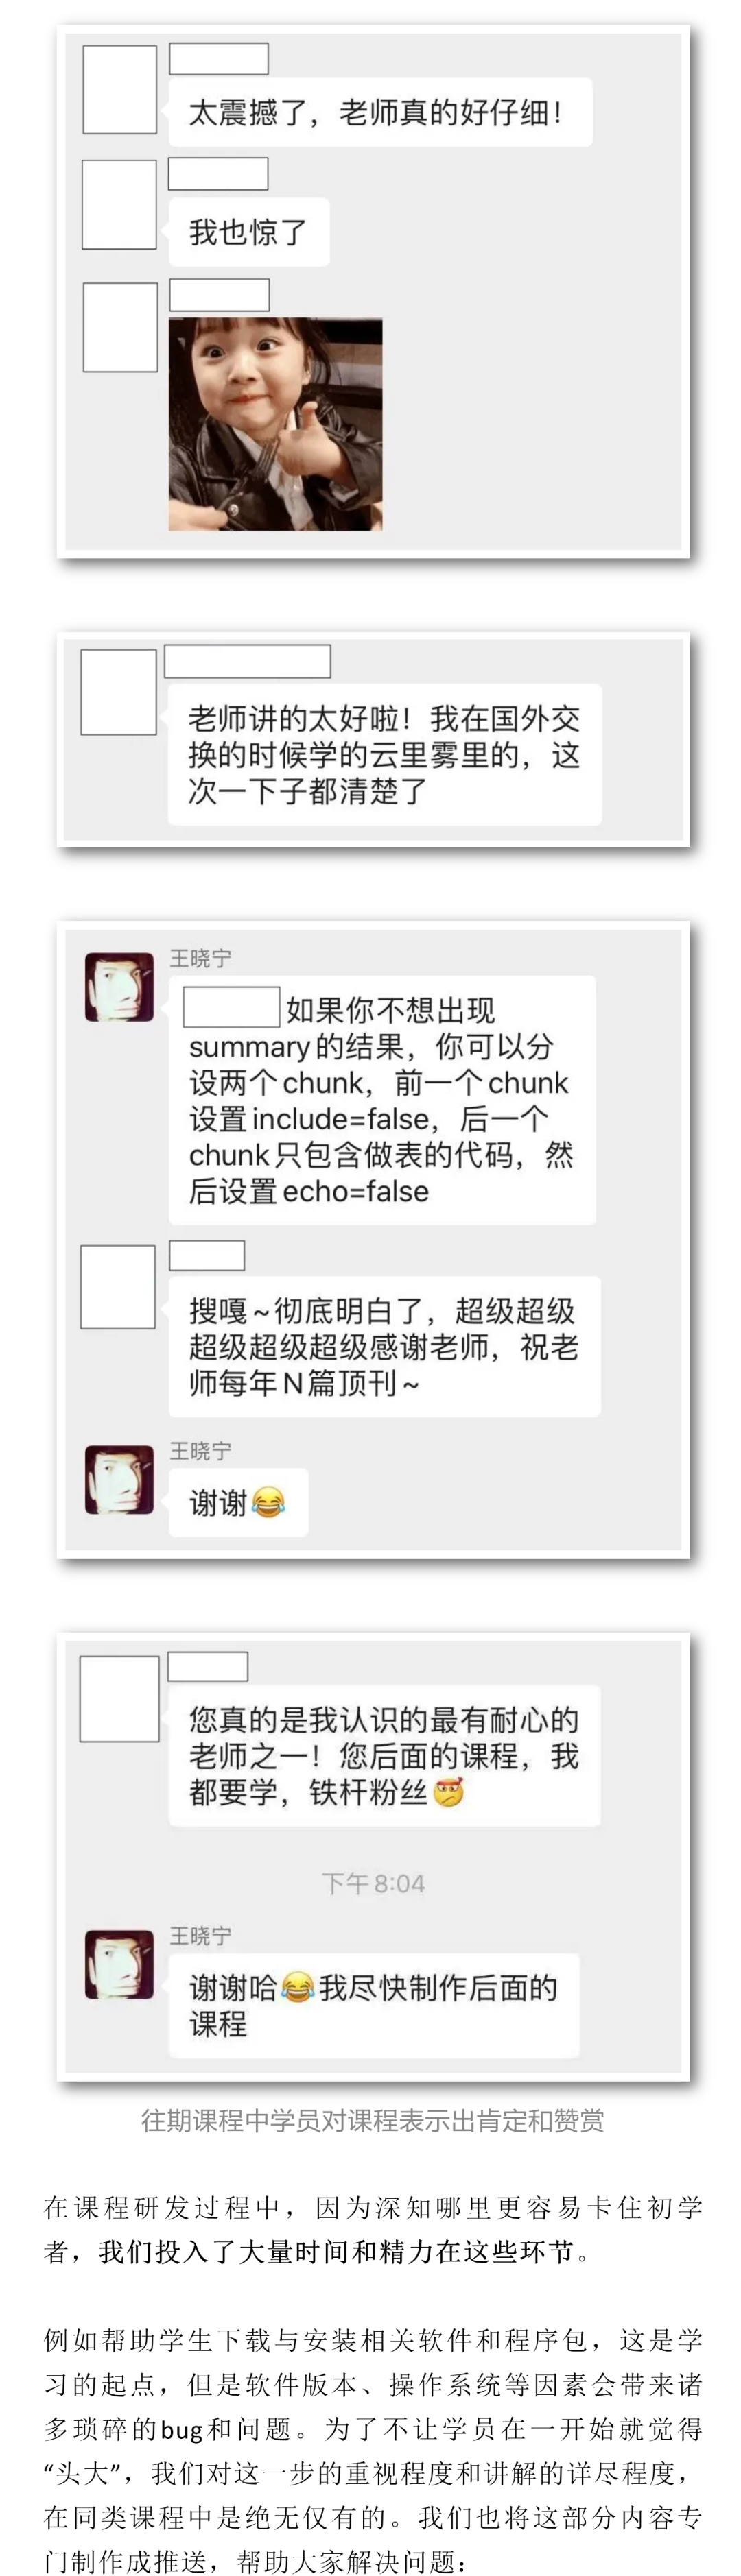 太震撼了，老师真的好仔细！
我也惊了
老师讲的太好啦！我在国外交
换的时候学的云里雾里的，这
次一下子都清楚了
王晓宁
如果你不想出现
summary的结果，你可以分
设两个chunk，前一个chunk
设置include=false，后一个
chunk只包含做表的代码，然
后设置echo=false
搜嘎~彻底明白了，超级超级
超级超级超级感谢老师，祝老
师每年N篇顶刊~
王晓宁
谢谢😂
您真的是我认识的最有耐心的
老师之一！您后面的课程，我
都要学，铁杆粉丝
下午8:04
王晓宁
谢谢哈😂我尽快制作后面的
课程
往期课程中学员对课程表示出肯定和赞赏
在课程研发过程中，因为深知哪里更容易卡住初学
者，我们投入了大量时间和精力在这些环节。
例如帮助学生下载与安装相关软件和程序包，这是学
习的起点，但是软件版本、操作系统等因素会带来诸
多琐碎的bug和问题。为了不让学员在一开始就觉得
“头大”，我们对这一步的重视程度和讲解的详尽程度，
在同类课程中是绝无仅有的。我们也将这部分内容专
门制作成推送，帮助大家解决问题：